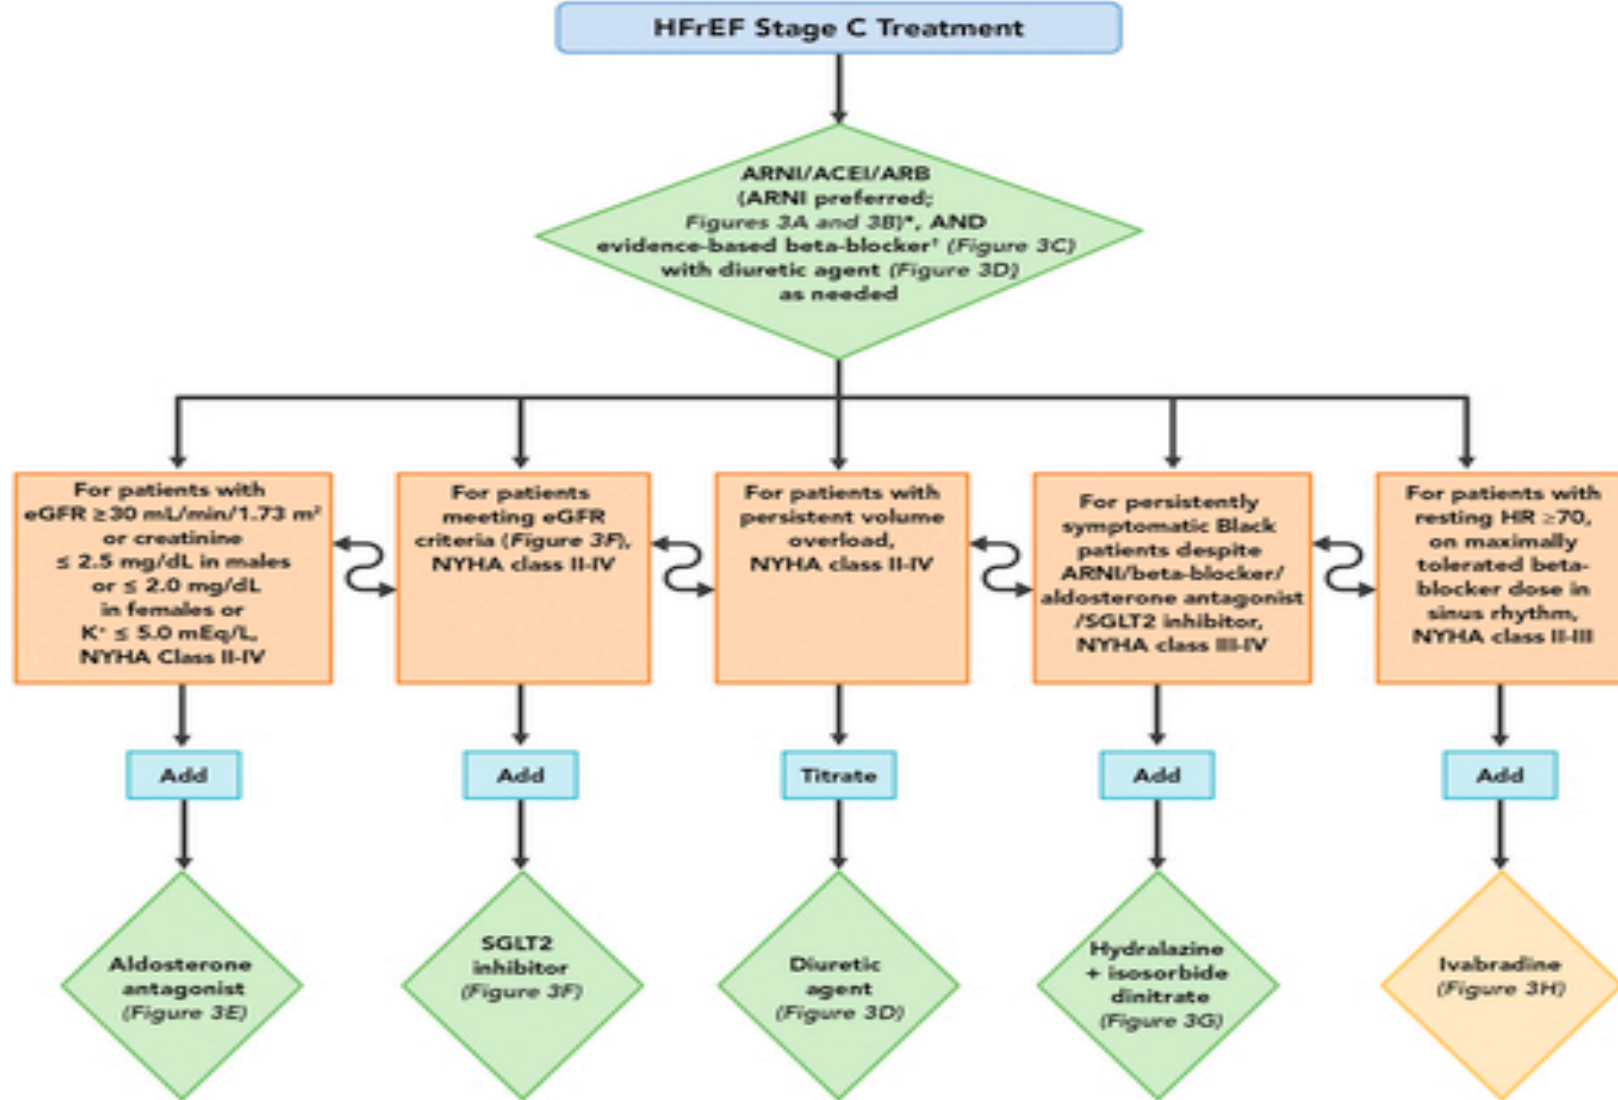 HFrEF Stage C Treatment
ARNI/ACEI/ARB
(ARNI preferred;
Figures 3A and 3B)*, AND
evidence-based beta-blocker† (Figure 3C)
with diuretic agent (Figure 3D)
as needed
For patients with
eGFR ≥30 mL/min/1.73 m²
or creatinine
≤ 2.5 mg/dL in males
or ≤ 2.0 mg/dL
in females or
K⁺ ≤ 5.0 mEq/L,
NYHA Class II-IV
For patients
meeting eGFR
criteria (Figure 3F),
NYHA class II-IV
For patients with
persistent volume
overload,
NYHA class II-IV
For persistently
symptomatic Black
patients despite
ARNI/beta-blocker/
aldosterone antagonist
/SGLT2 inhibitor,
NYHA class III-IV
For patients with
resting HR ≥70,
on maximally
tolerated beta-
blocker dose in
sinus rhythm,
NYHA class II-III
Add
Add
Titrate
Add
Add
Aldosterone
antagonist
(Figure 3E)
SGLT2
inhibitor
(Figure 3F)
Diuretic
agent
(Figure 3D)
Hydralazine
+ isosorbide
dinitrate
(Figure 3G)
Ivabradine
(Figure 3H)